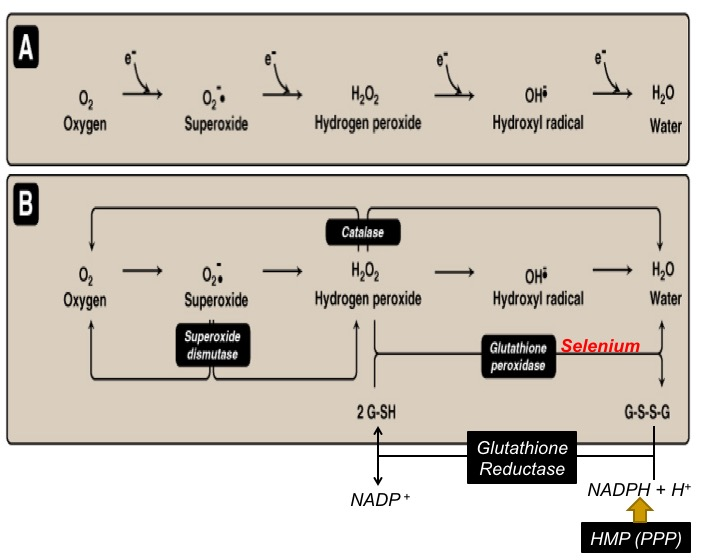 A
e⁻ e⁻ e⁻ e⁻
O₂ O₂⁻• H₂O₂ OH•̄ H₂O
Oxygen Superoxide Hydrogen peroxide Hydroxyl radical Water
B
Catalase
O₂ O₂⁻• H₂O₂ OH•̄ H₂O
Oxygen Superoxide Hydrogen peroxide Hydroxyl radical Water
Superoxide
dismutase
Glutathione
peroxidase
Selenium
2 G-SH G-S-S-G
Glutathione
Reductase
NADP⁺ NADPH + H⁺
HMP (PPP)